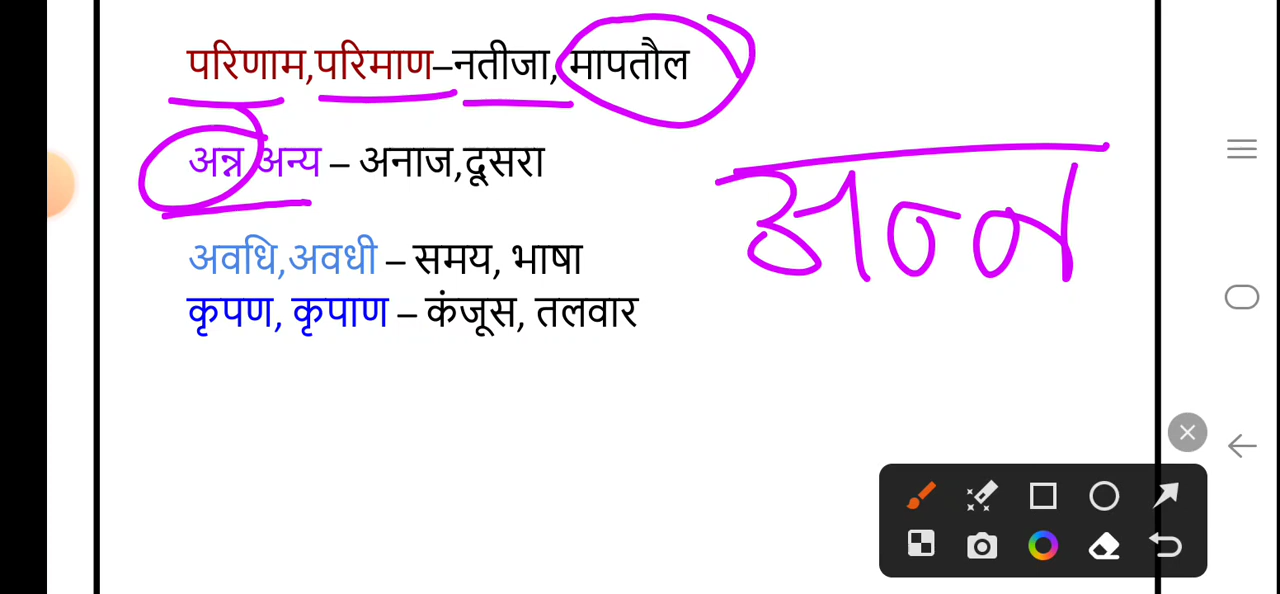 परिणाम,परिमाण–नतीजा, मापतौल
अन्न अन्य – अनाज,दूसरा
अन्न
अवधि,अवधी – समय, भाषा
कृपण, कृपाण – कंजूस, तलवार